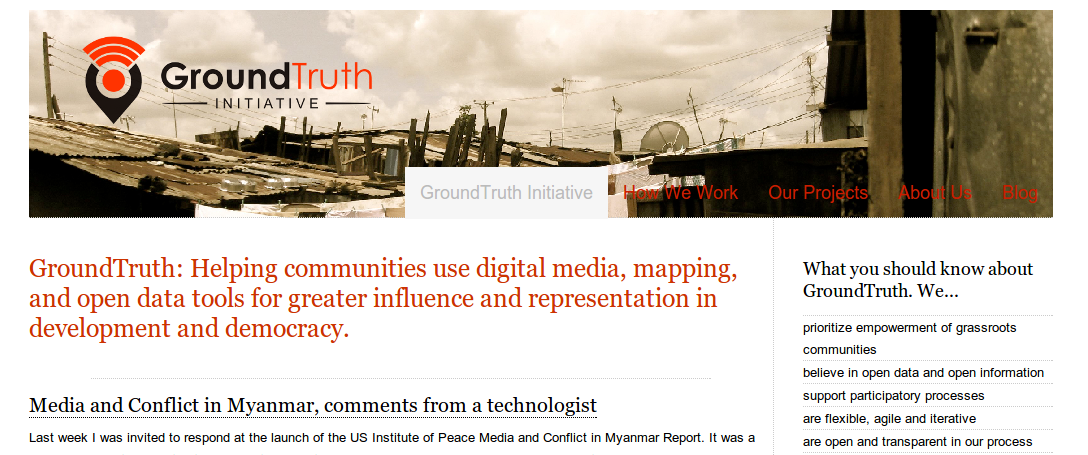 GroundTruth
INITIATIVE
GroundTruth Initiative
How We Work
Our Projects
About Us
Blog
GroundTruth: Helping communities use digital media, mapping,
and open data tools for greater influence and representation in
development and democracy.
Media and Conflict in Myanmar, comments from a technologist
Last week I was invited to respond at the launch of the US Institute of Peace Media and Conflict in Myanmar Report. It was a
What you should know about
GroundTruth. We...
prioritize empowerment of grassroots
communities
believe in open data and open information
support participatory processes
are flexible, agile and iterative
are open and transparent in our process